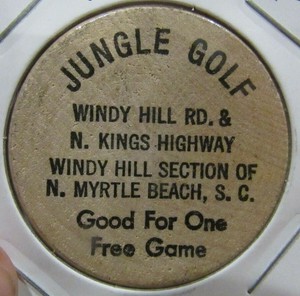 JUNGLE GOLF
WINDY HILL RD. &
N. KINGS HIGHWAY
WINDY HILL SECTION OF
N. MYRTLE BEACH, S. C.
Good For One
Free Game